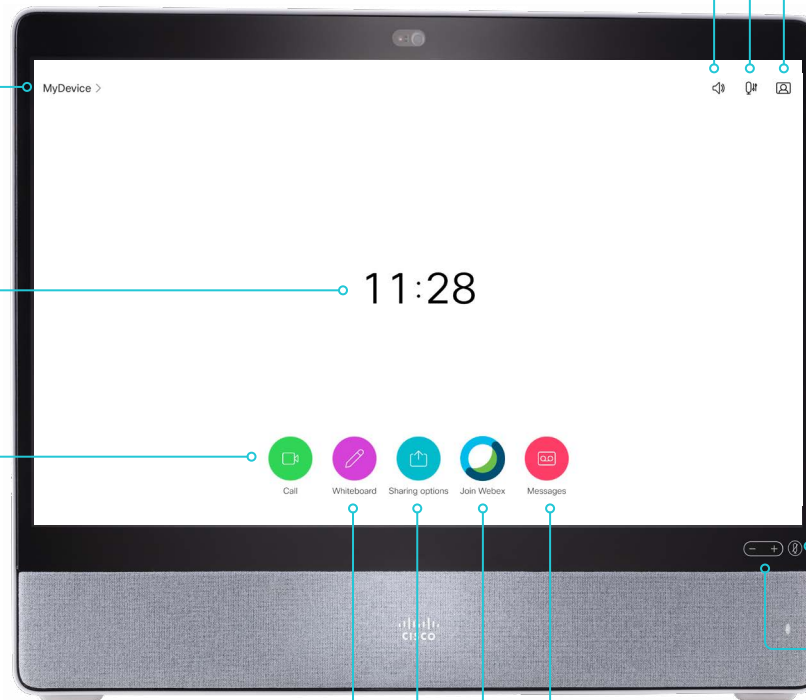 MyDevice >
11:28
Call Whiteboard Sharing options Join Webex Messages
- +
CISCO